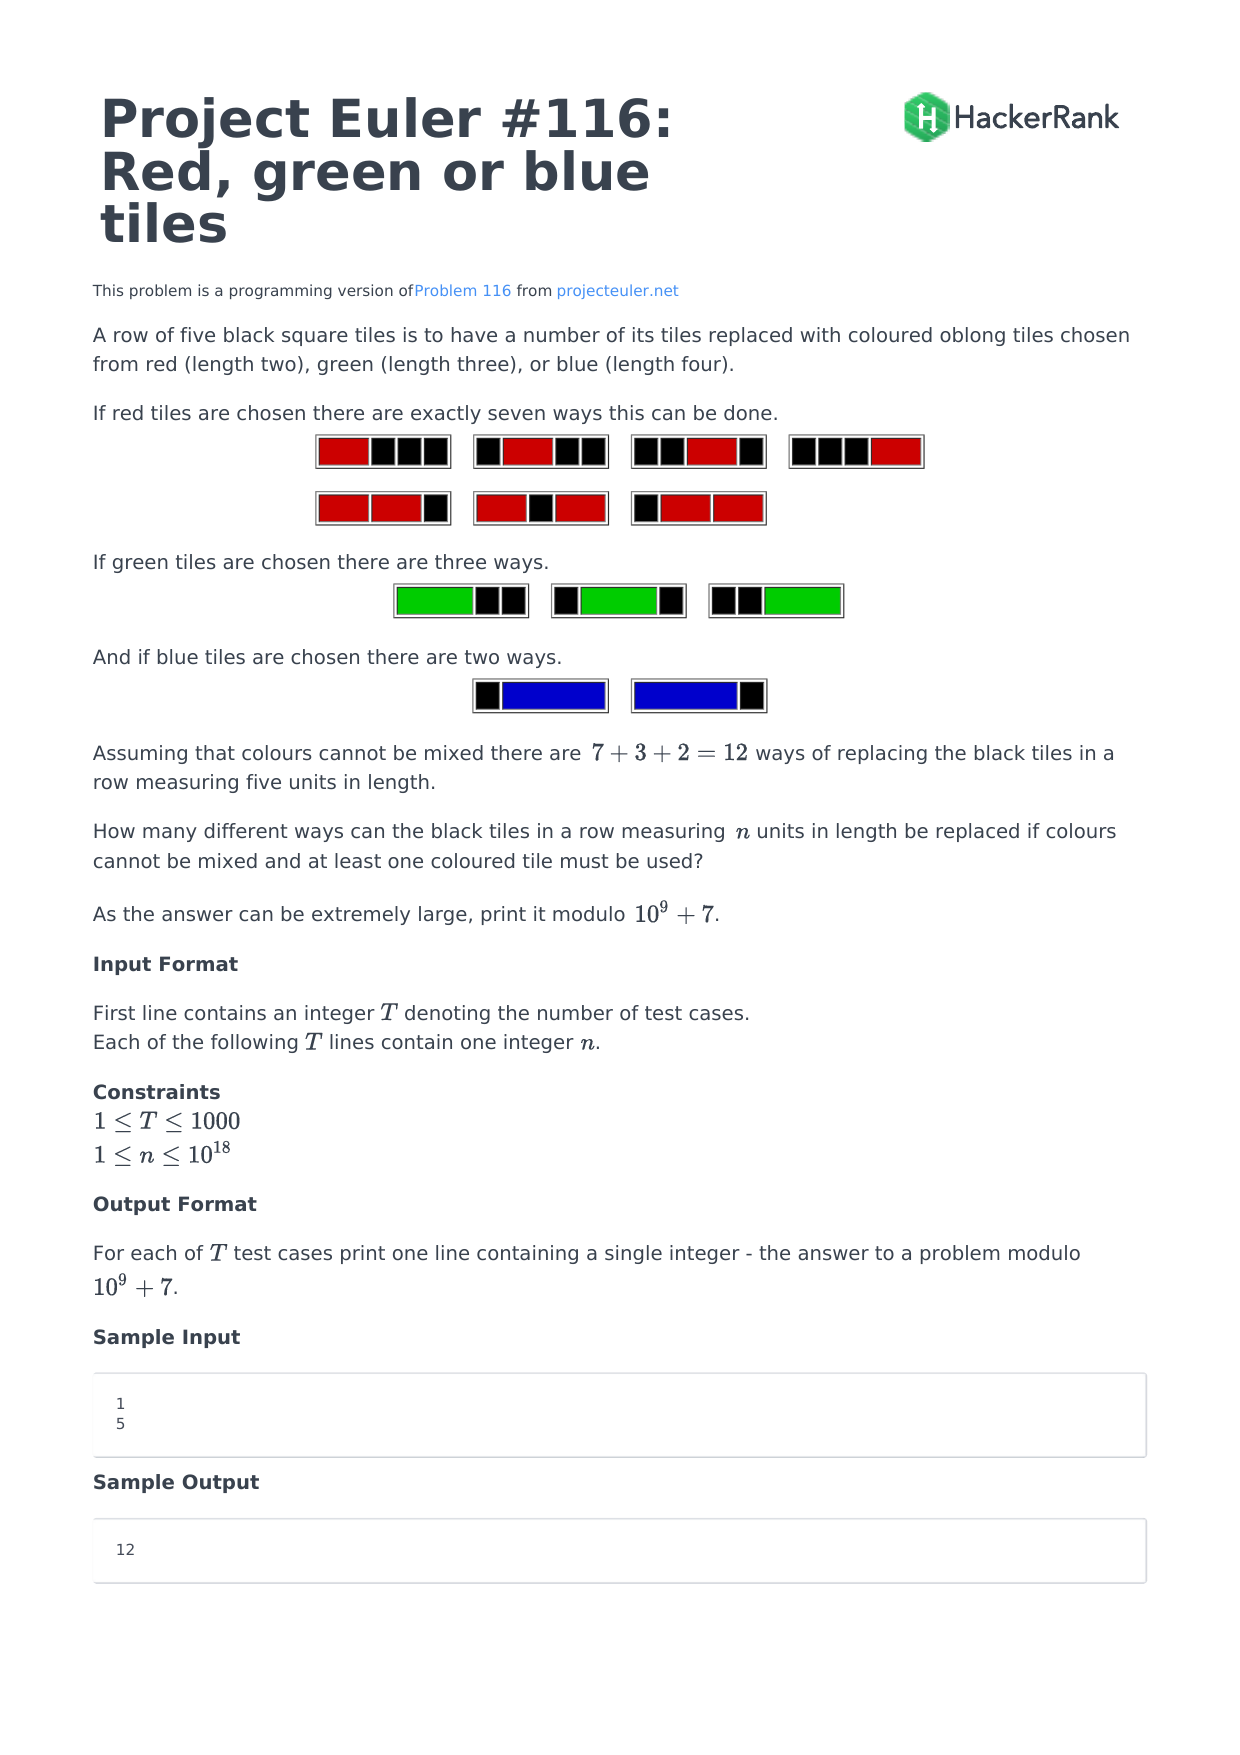 Project Euler #116:
Red, green or blue
tiles
HackerRank
This problem is a programming version ofProblem 116 from projecteuler.net
A row of five black square tiles is to have a number of its tiles replaced with coloured oblong tiles chosen
from red (length two), green (length three), or blue (length four).
If red tiles are chosen there are exactly seven ways this can be done.
If green tiles are chosen there are three ways.
And if blue tiles are chosen there are two ways.
Assuming that colours cannot be mixed there are 7 + 3 + 2 = 12 ways of replacing the black tiles in a
row measuring five units in length.
How many different ways can the black tiles in a row measuring n units in length be replaced if colours
cannot be mixed and at least one coloured tile must be used?
As the answer can be extremely large, print it modulo 10⁹ + 7.
Input Format
First line contains an integer T denoting the number of test cases.
Each of the following T lines contain one integer n.
Constraints
1 ≤ T ≤ 1000
1 ≤ n ≤ 10¹⁸
Output Format
For each of T test cases print one line containing a single integer - the answer to a problem modulo
10⁹ + 7.
Sample Input
1
5
Sample Output
12